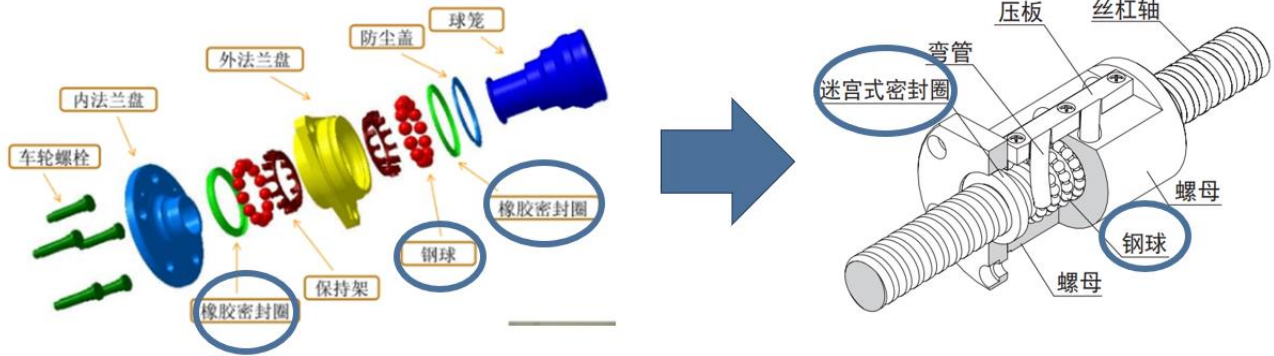 球笼
防尘盖
外法兰盘
内法兰盘
车轮螺栓
橡胶密封圈
钢球
保持架
橡胶密封圈
压板
丝杠轴
弯管
迷宫式密封圈
螺母
钢球
螺母